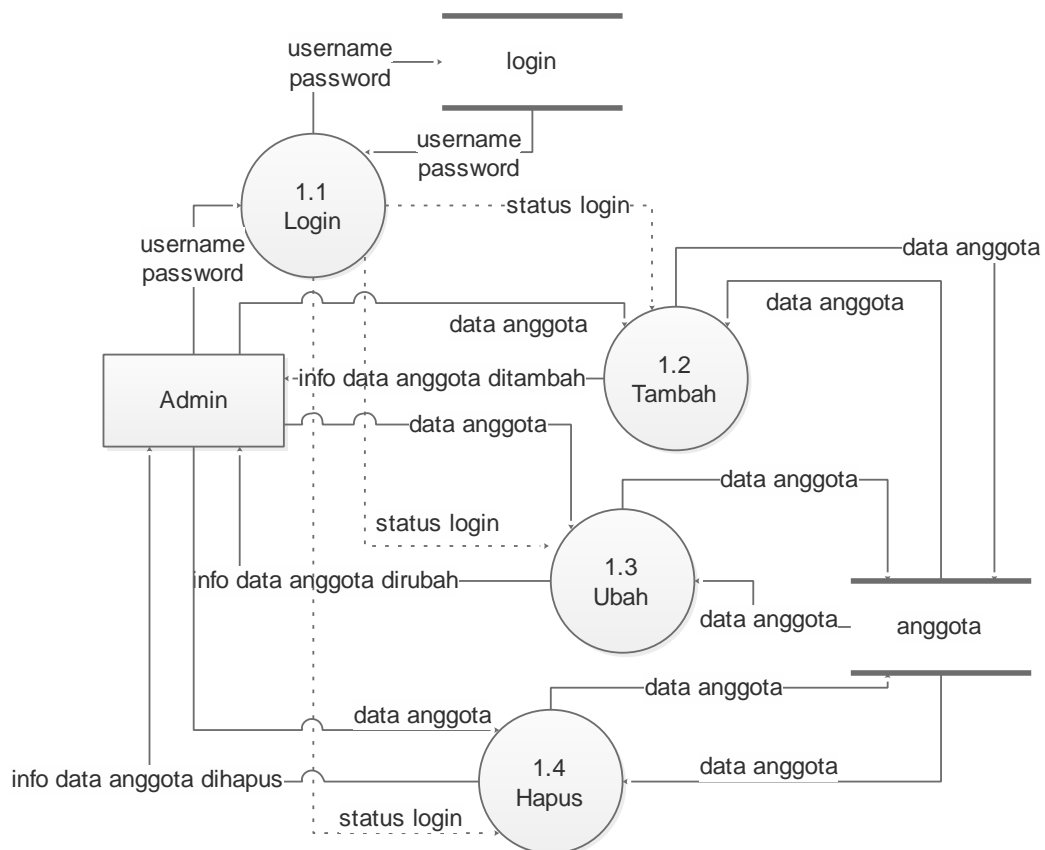 username
password
login
username
password
1.1
Login
status login
username
password
data anggota
data anggota
data anggota
1.2
Tambah
info data anggota ditambah
Admin
data anggota
data anggota
status login
1.3
Ubah
info data anggota dirubah
data anggota
anggota
data anggota
data anggota
1.4
Hapus
data anggota
info data anggota dihapus
status login